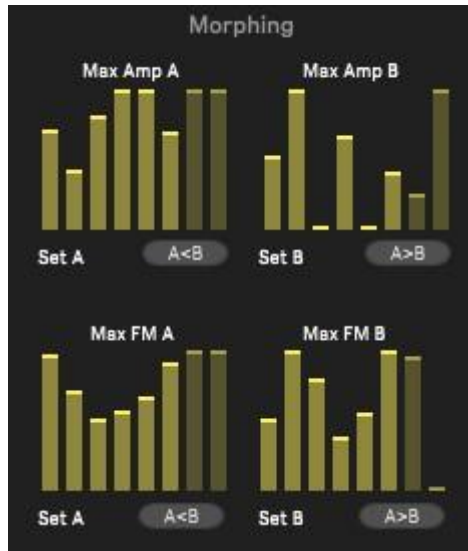 Morphing
Max Amp A
Max Amp B
Set A
A<B
Set B
A>B
Max FM A
Max FM B
Set A
A<B
Set B
A>B